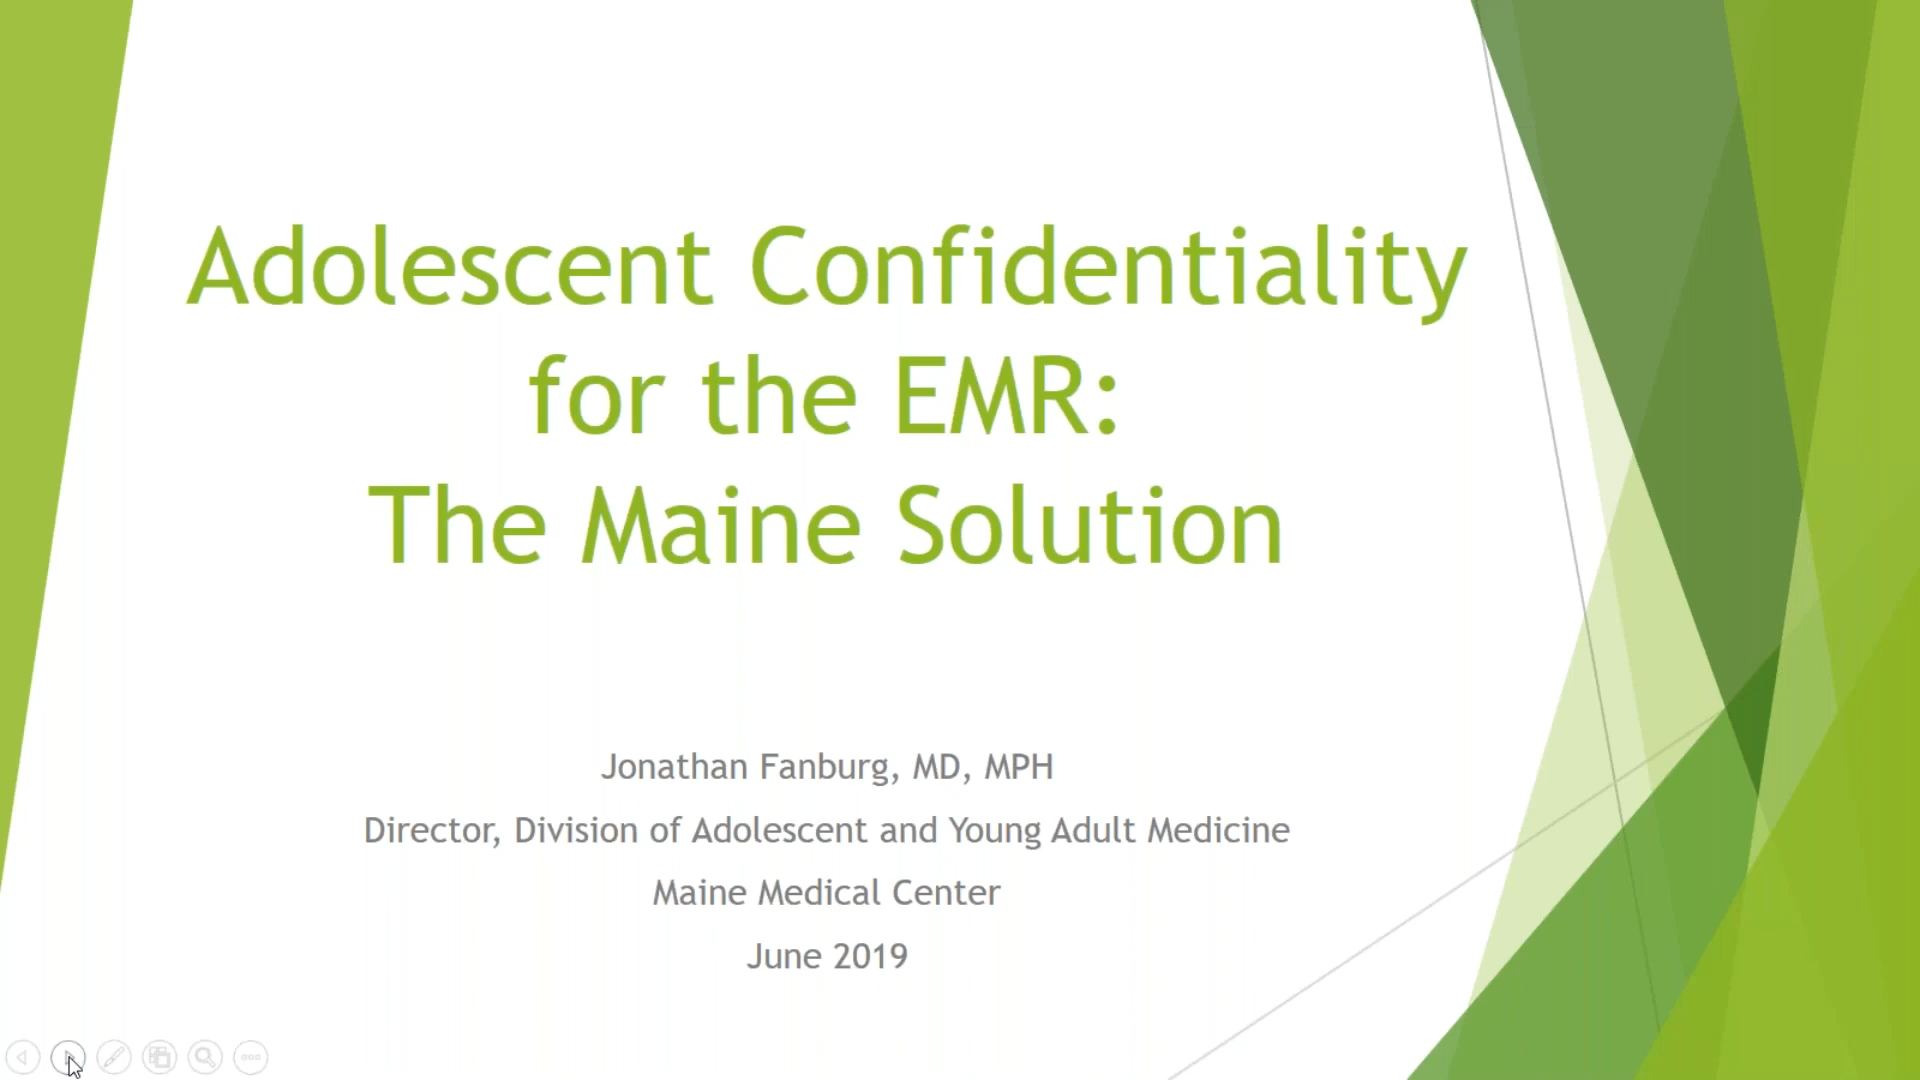 Adolescent Confidentiality
for the EMR:
The Maine Solution
Jonathan Fanburg, MD, MPH
Director, Division of Adolescent and Young Adult Medicine
Maine Medical Center
June 2019